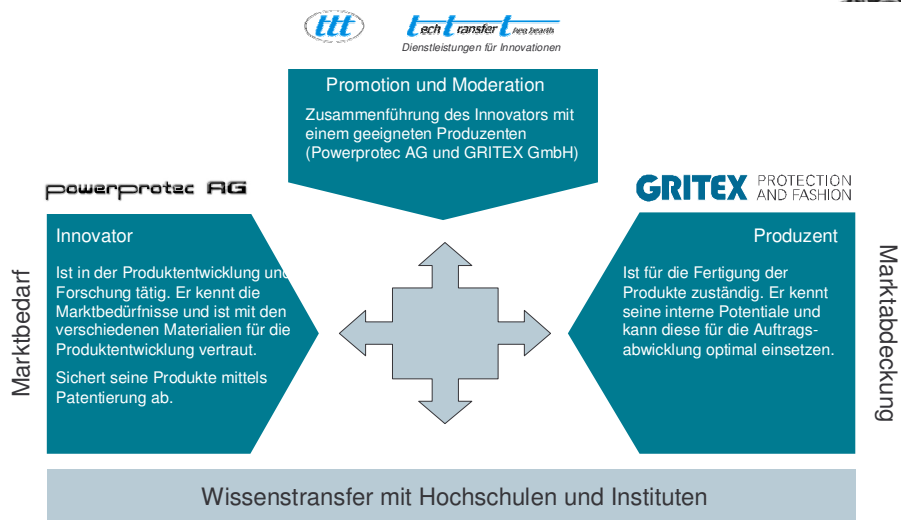 ttt
tech transfer
Dienstleistungen für Innovationen
Promotion und Moderation
Zusammenführung des Innovators mit
einem geeigneten Produzenten
(Powerprotec AG und GRITEX GmbH)
powerprotec AG
GRITEX PROTECTION
AND FASHION
Marktbedarf
Innovator
Ist in der Produktentwicklung und
Forschung tätig. Er kennt die
Marktbedürfnisse und ist mit den
verschiedenen Materialien für die
Produktentwicklung vertraut.
Sichert seine Produkte mittels
Patentierung ab.
Produzent
Ist für die Fertigung der
Produkte zuständig. Er kennt
seine interne Potentiale und
kann diese für die Auftrags-
abwicklung optimal einsetzen.
Marktabdeckung
Wissenstransfer mit Hochschulen und Instituten